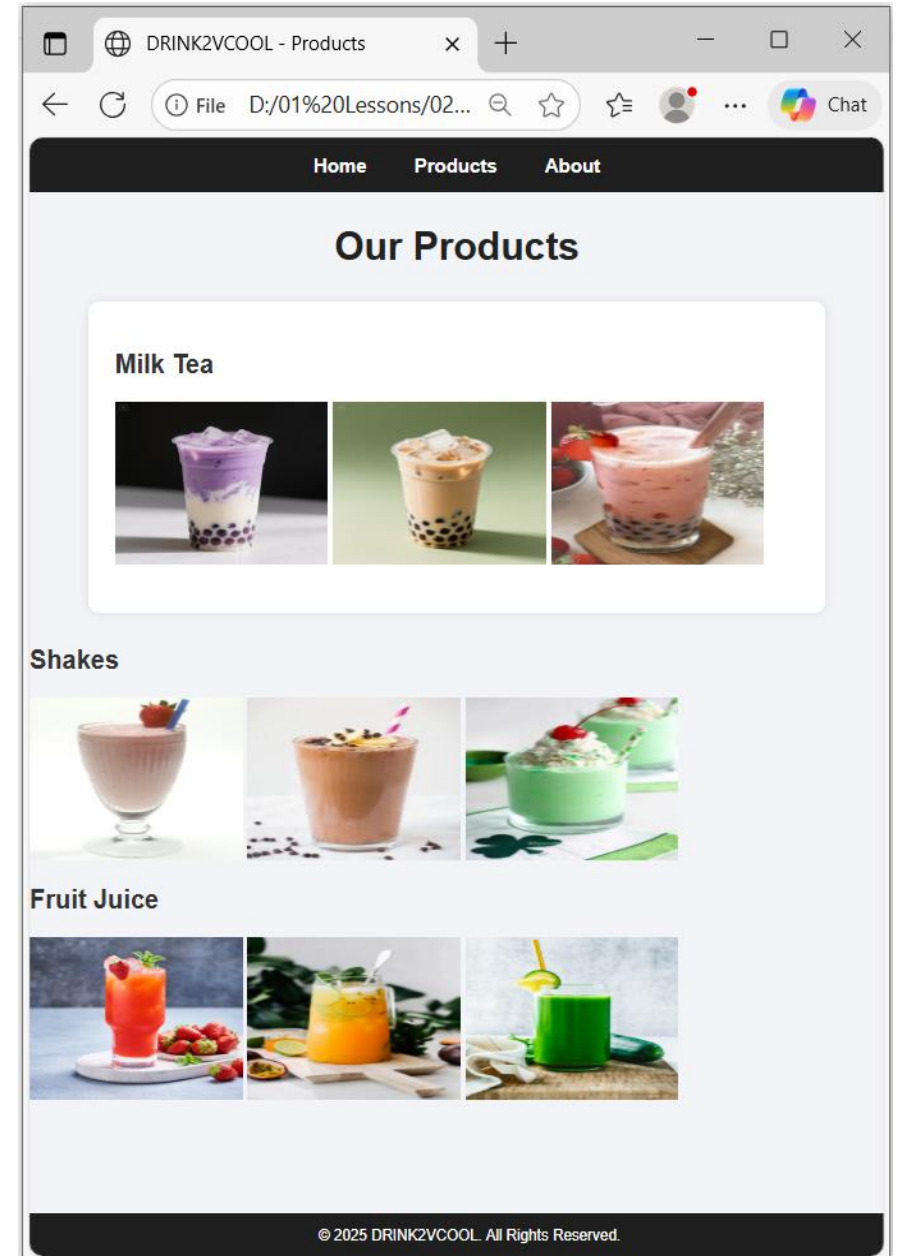 DRINK2VCOOL - Products
File D:/01%20Lessons/02... Chat
Home Products About
Our Products
Milk Tea
Shakes
Fruit Juice
© 2025 DRINK2VCOOL. All Rights Reserved.